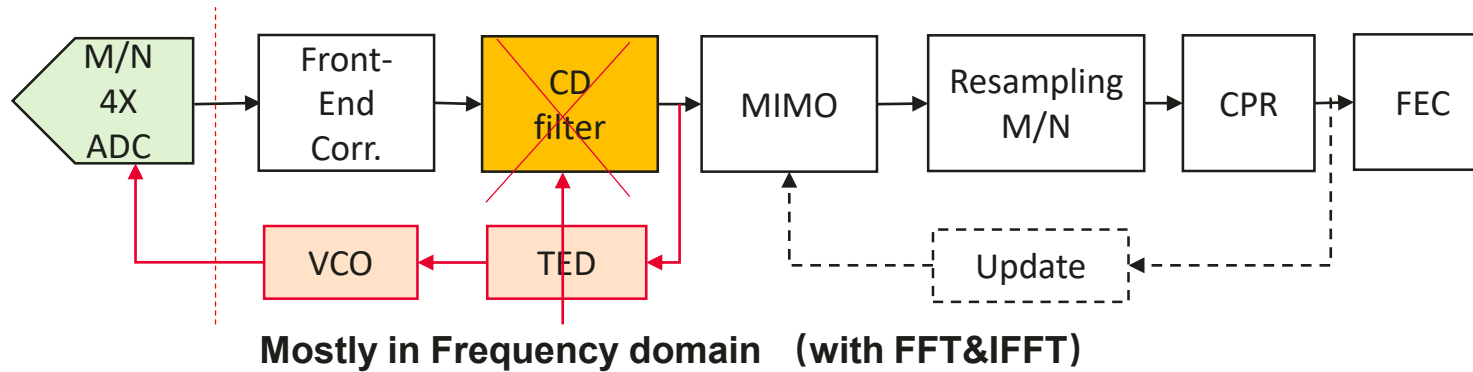 M/N
4X
ADC
Front-
End
Corr.
CD
filter
MIMO
Resampling
M/N
CPR
FEC
VCO
TED
Update
Mostly in Frequency domain （with FFT&IFFT）